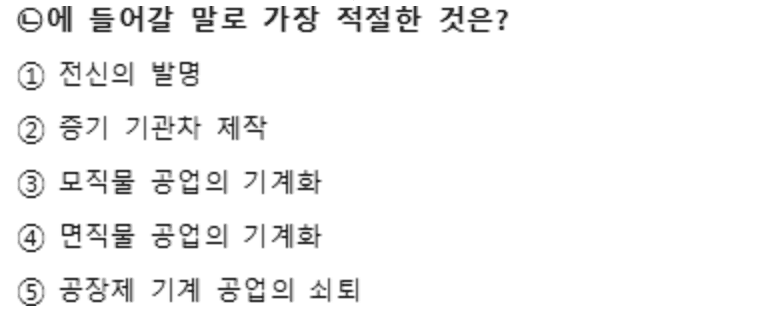 ㉡에 들어갈 말로 가장 적절한 것은?
① 전신의 발명
② 증기 기관차 제작
③ 모직물 공업의 기계화
④ 면직물 공업의 기계화
⑤ 공장제 기계 공업의 쇠퇴